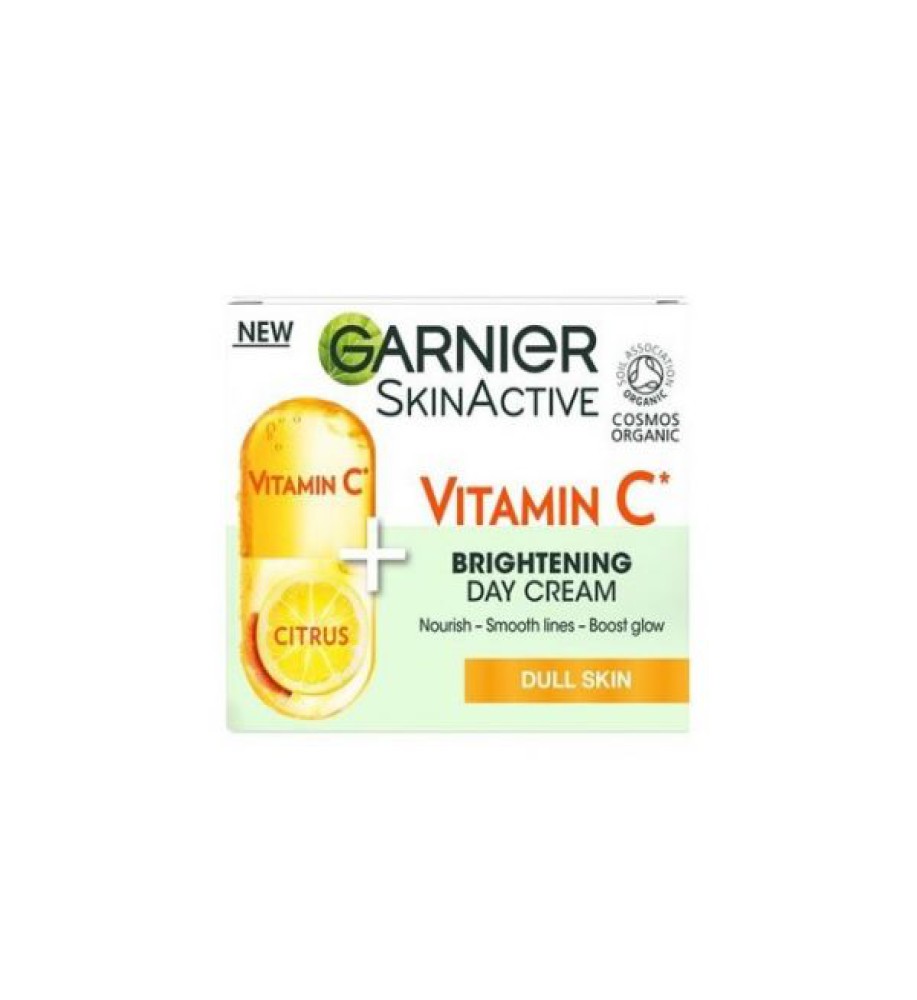 NEW
GARNIER
SKINACTIVE
SOIL ASSOCIATION
ORGANIC
COSMOS
ORGANIC
VITAMIN C*
CITRUS
VITAMIN C*
BRIGHTENING
DAY CREAM
Nourish – Smooth lines – Boost glow
DULL SKIN